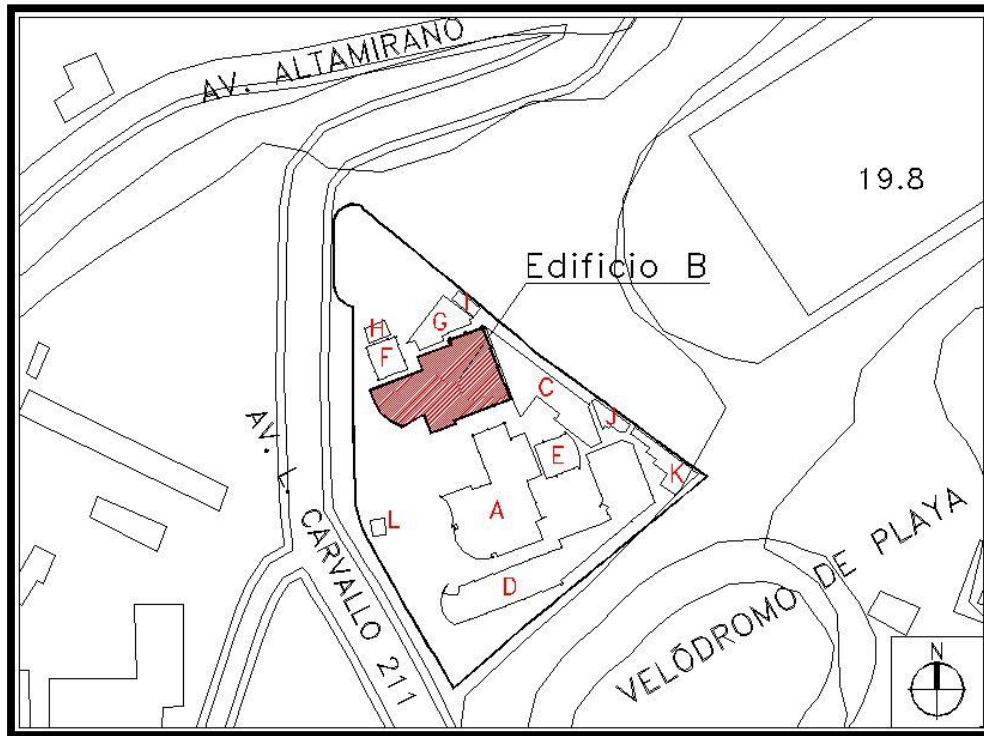 AV. ALTAMIRANO
19.8
Edificio B
I
H
G
F
C
J
E
K
A
L
D
AV. L. CARVALLO 211
VELÓDROMO DE PLAYA
N